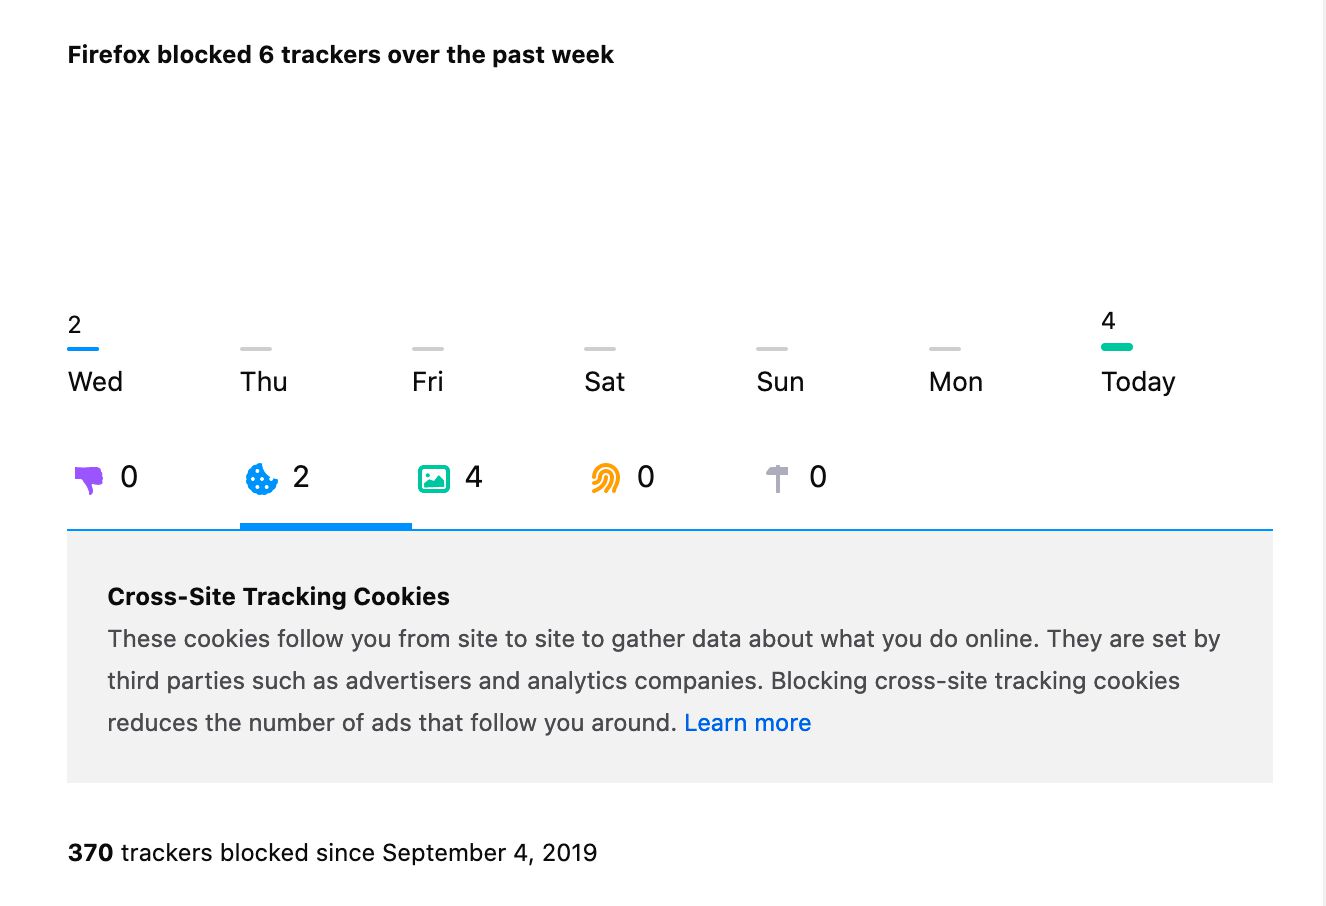 Firefox blocked 6 trackers over the past week
2 4
Wed Thu Fri Sat Sun Mon Today
0 2 4 0 0
Cross-Site Tracking Cookies
These cookies follow you from site to site to gather data about what you do online. They are set by
third parties such as advertisers and analytics companies. Blocking cross-site tracking cookies
reduces the number of ads that follow you around. Learn more
370 trackers blocked since September 4, 2019